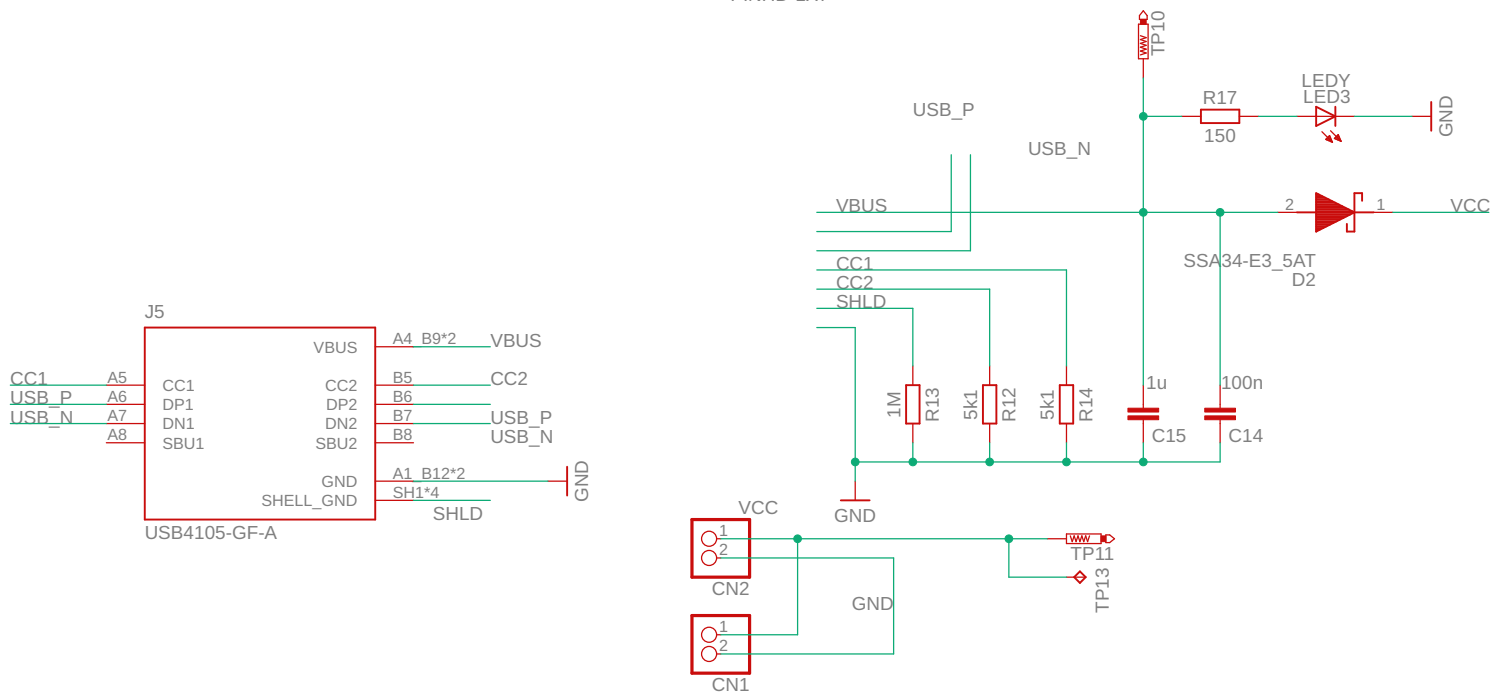 TP10
LEDY
LED3
R17
150
GND
USB_P
USB_N
VBUS
2
1
VCC
SSA34-E3_5AT
D2
CC1
CC2
SHLD
1M
R13
5k1
R12
5k1
R14
1u
C15
100n
C14
GND
J5
VBUS
A4
B9*2
VBUS
CC1
A5
CC1
CC2
B5
CC2
USB_P
A6
DP1
DP2
B6
USB_N
A7
DN1
DN2
B7
USB_P
A8
SBU1
SBU2
B8
USB_N
GND
A1
B12*2
GND
SHELL_GND
SH1*4
SHLD
USB4105-GF-A
VCC
1
2
CN2
TP11
TP13
GND
1
2
CN1